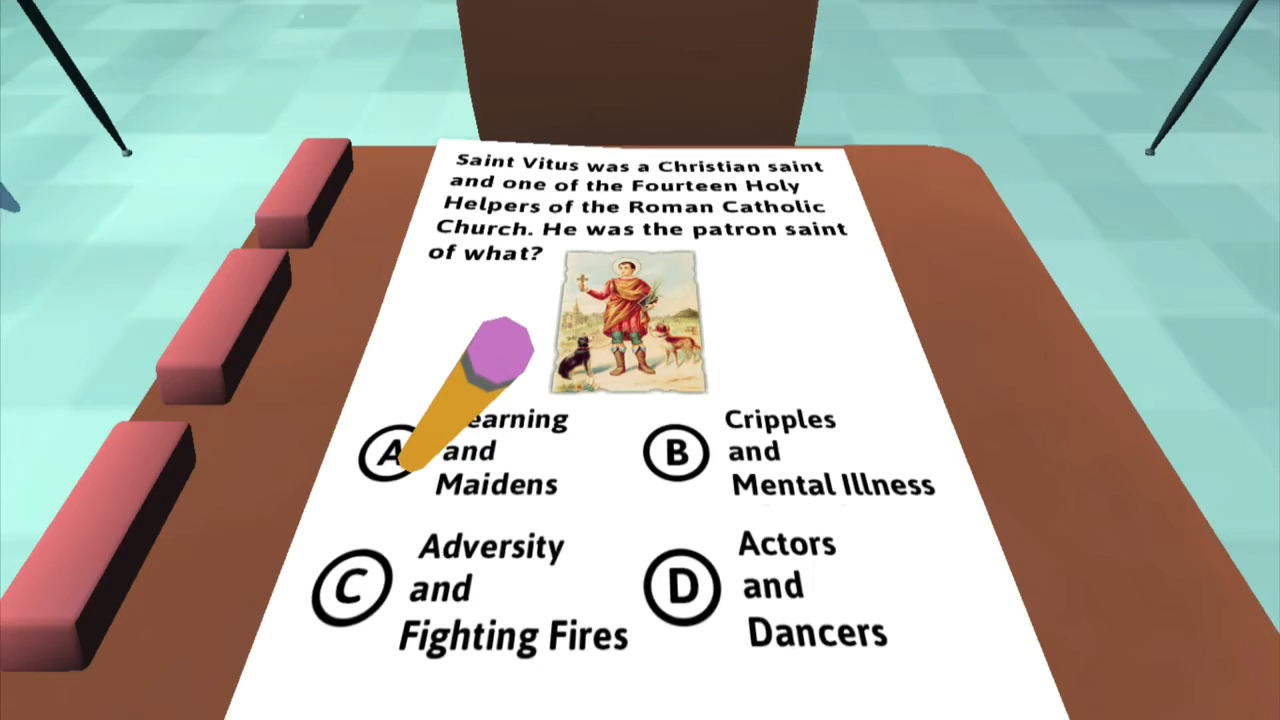 Saint Vitus was a Christian saint
and one of the Fourteen Holy
Helpers of the Roman Catholic
Church. He was the patron saint
of what?
A
earning
and
Maidens
B
Cripples
and
Mental Illness
C
Adversity
and
Fighting Fires
D
Actors
and
Dancers